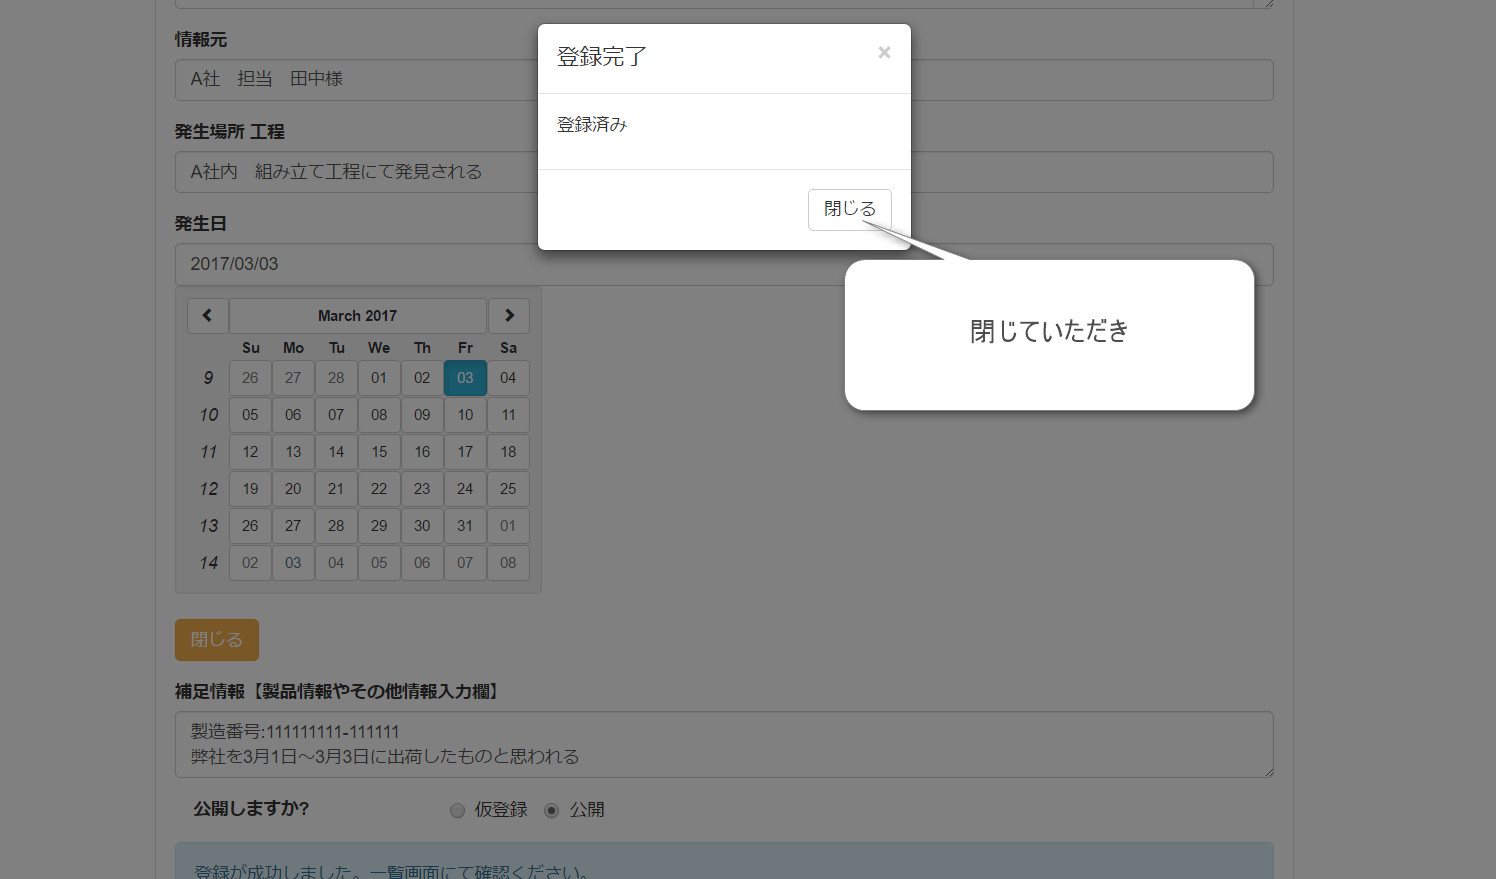 情報元
A社　担当　田中様
発生場所 工程
A社内　組み立て工程にて発見される
発生日
2017/03/03
March 2017
Su Mo Tu We Th Fr Sa
9 26 27 28 01 02 03 04
10 05 06 07 08 09 10 11
11 12 13 14 15 16 17 18
12 19 20 21 22 23 24 25
13 26 27 28 29 30 31 01
14 02 03 04 05 06 07 08
閉じる
補足情報【製品情報やその他情報入力欄】
製造番号:111111111-111111
弊社を3月1日～3月3日に出荷したものと思われる
公開しますか? 仮登録 公開
登録が成功しました。一覧画面にて確認ください。
登録完了 ×
登録済み
閉じる
閉じていただき